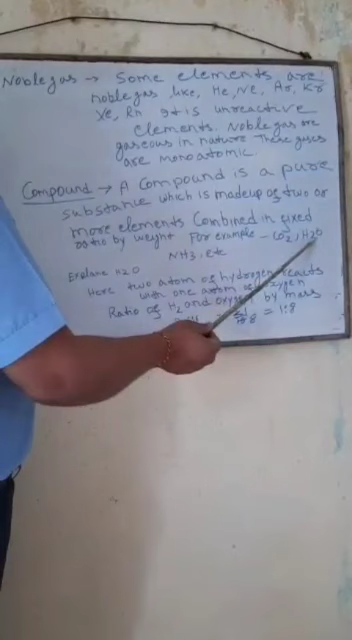 Noble gas → Some elements are
noble gas like, He, Ne, Ar, Kr
Xe, Rn It is unreactive
elements. Noble gas are
gaseous in nature These gases
are monoatomic.
Compound → A Compound is a pure
substance which is madeup of two or
more elements Combined in fixed
ratio by weight For example - CO2, H2O
NH3. etc
Explane H2O
Here two atom of hydrogen reacts
with one atom of oxygen
Ratio of H2 and oxygen by mass
= 1:8